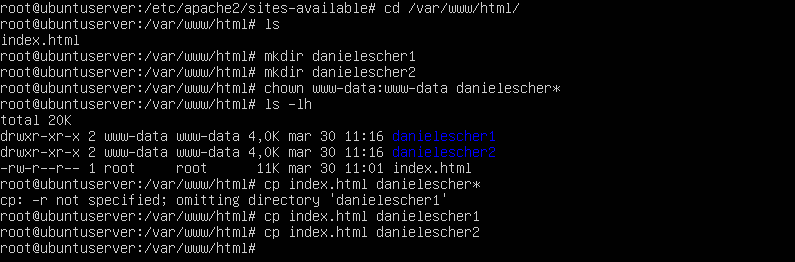 root@ubuntuserver:/etc/apache2/sites-available# cd /var/www/html/
root@ubuntuserver:/var/www/html# ls
index.html
root@ubuntuserver:/var/www/html# mkdir danielescher1
root@ubuntuserver:/var/www/html# mkdir danielescher2
root@ubuntuserver:/var/www/html# chown www-data:www-data danielescher*
root@ubuntuserver:/var/www/html# ls -lh
total 20K
drwxr-xr-x 2 www-data www-data 4,0K mar 30 11:16 danielescher1
drwxr-xr-x 2 www-data www-data 4,0K mar 30 11:16 danielescher2
-rw-r--r-- 1 root     root      11K mar 30 11:01 index.html
root@ubuntuserver:/var/www/html# cp index.html danielescher*
cp: -r not specified; omitting directory 'danielescher1'
root@ubuntuserver:/var/www/html# cp index.html danielescher1
root@ubuntuserver:/var/www/html# cp index.html danielescher2
root@ubuntuserver:/var/www/html#